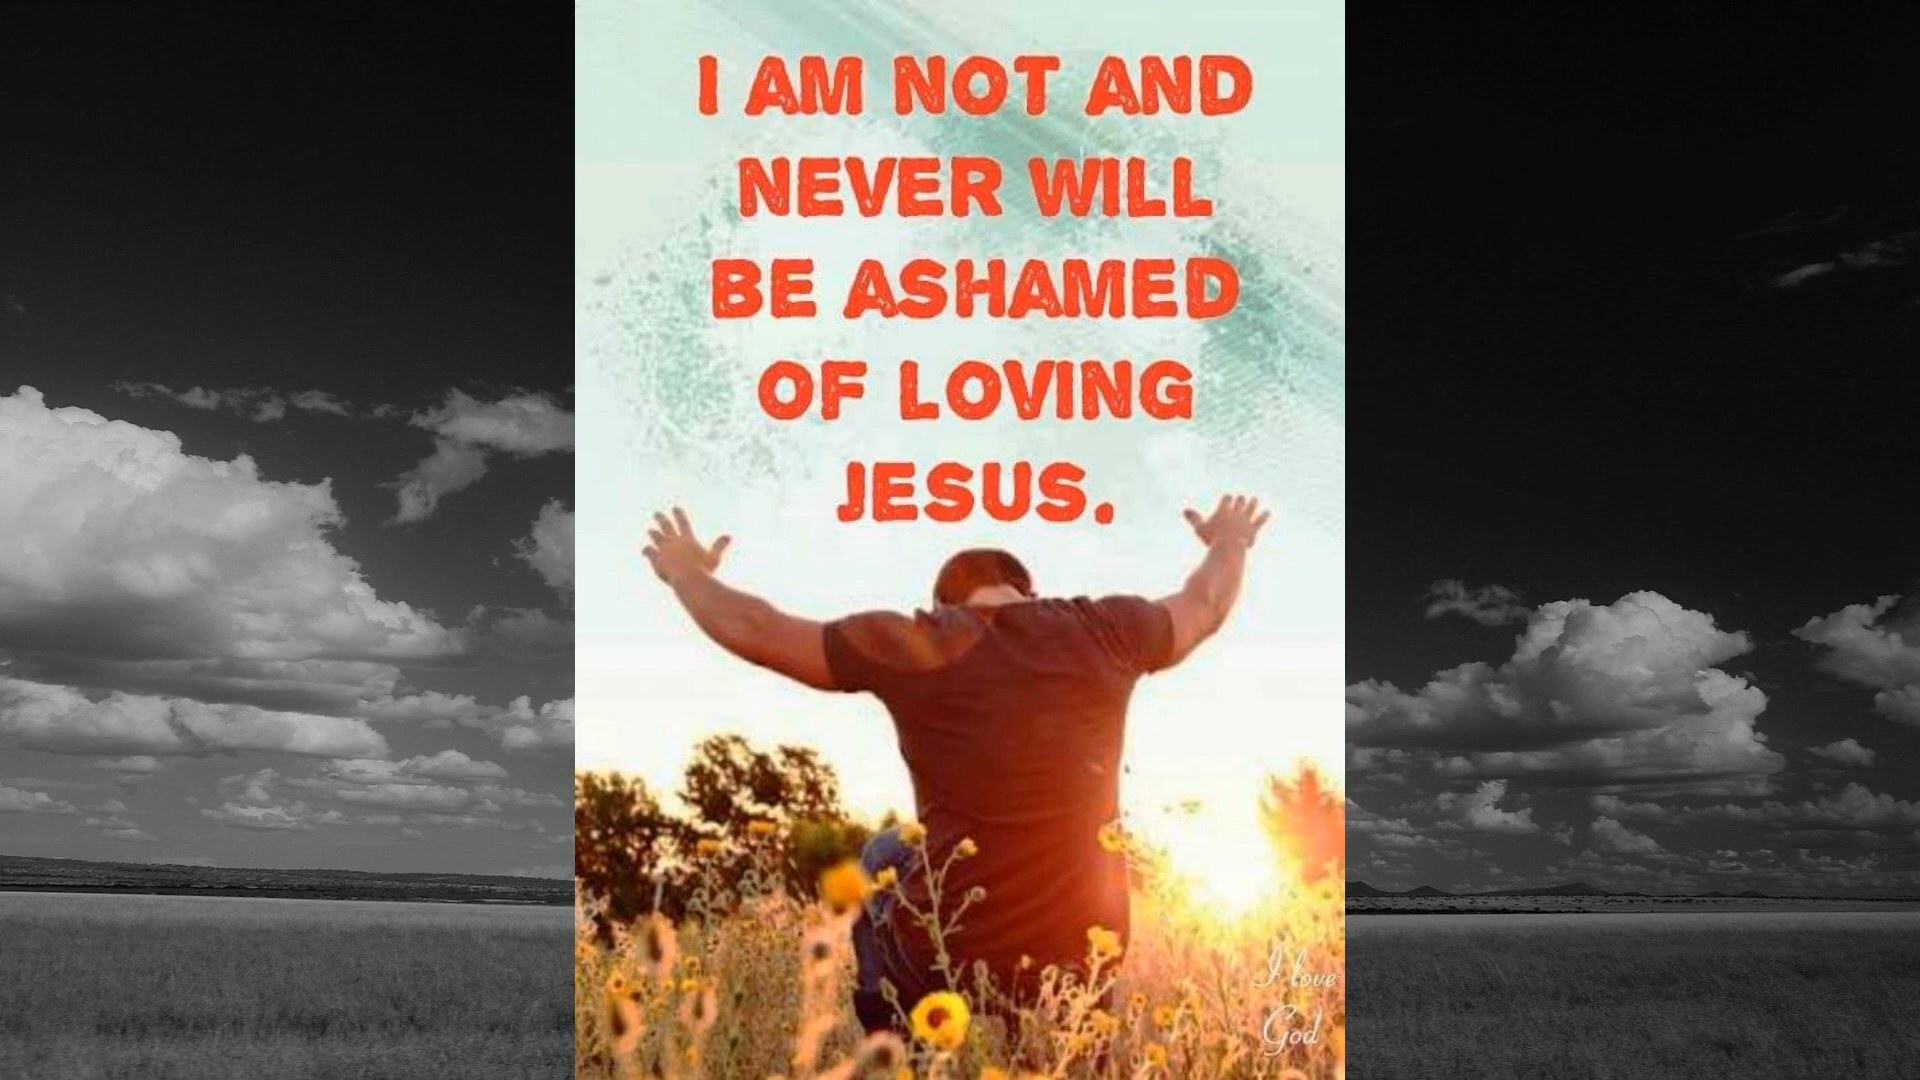 I AM NOT AND
NEVER WILL
BE ASHAMED
OF LOVING
JESUS.
I love
God